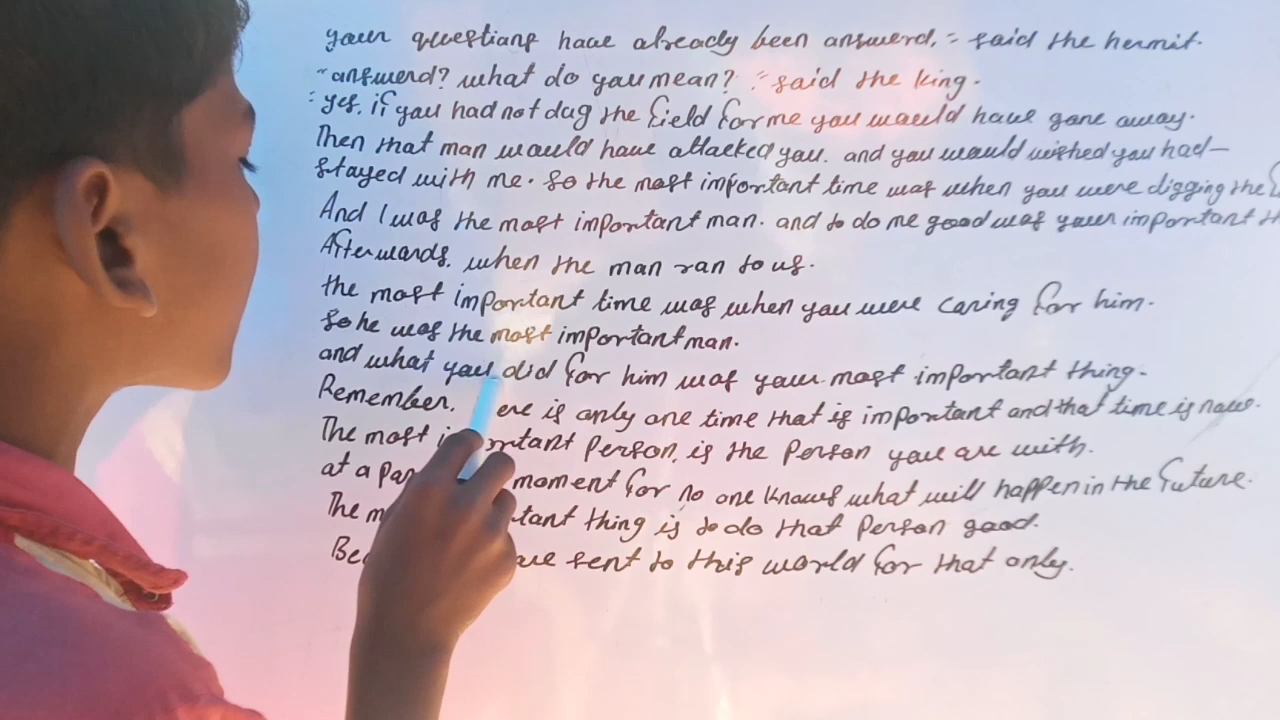 your questions have already been answerd," said the hermit.
"answerd? what do you mean?" said the king.
"yes, if you had not dug the field for me you would have gone away.
Then that man would have attacked you. and you would wished you had-
stayed with me. so the most important time was when you were digging the
And I was the most important man. and to do me good was your important
Afterwards, when the man ran to us.
the most important time was when you were caring for him.
so he was the most important man.
and what you did for him was your most important thing.
Remember, is only one time that is important and that time is now.
The most Person, is the Person you are with.
at a moment for no one knows what will happen in the future.
The thing is to do that Person good.
sent to this world for that only.